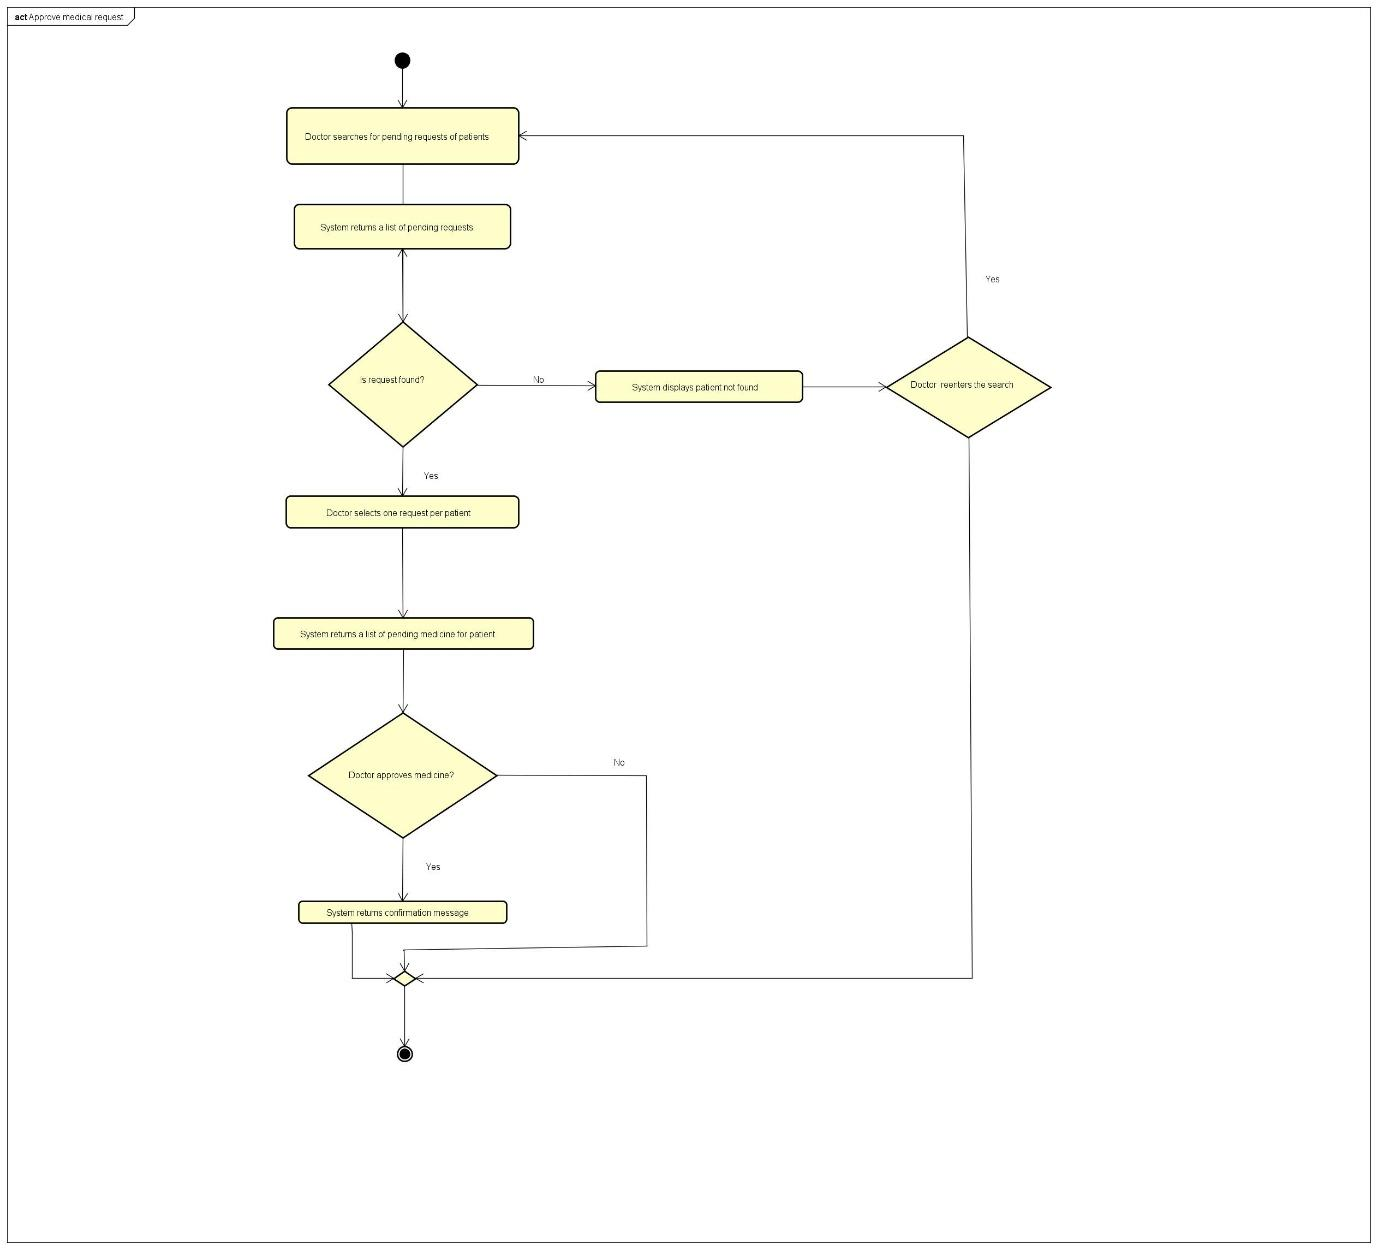 act Approve medical request
Doctor searches for pending requests of patients
System returns a list of pending requests
Yes
Is request found?
No
System displays patient not found
Doctor reenters the search
Yes
Doctor selects one request per patient
System returns a list of pending medicine for patient
No
Doctor approves medicine?
Yes
System returns confirmation message